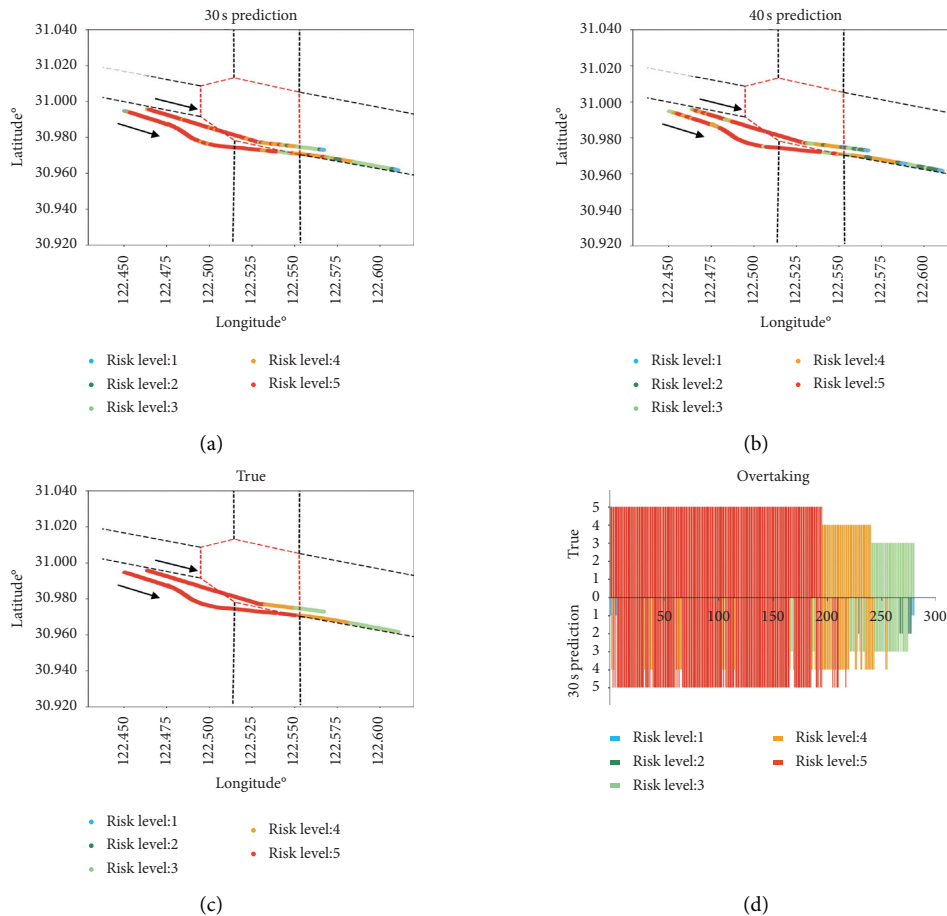 30 s prediction
31.040
31.020
31.000
30.980
30.960
30.940
30.920
Latitude°
122.450
122.475
122.500
122.525
122.550
122.575
122.600
Longitude°
Risk level:1
Risk level:2
Risk level:3
Risk level:4
Risk level:5
(a)
40 s prediction
31.040
31.020
31.000
30.980
30.960
30.940
30.920
Latitude°
122.450
122.475
122.500
122.525
122.550
122.575
122.600
Longitude°
Risk level:1
Risk level:2
Risk level:3
Risk level:4
Risk level:5
(b)
True
31.040
31.020
31.000
30.980
30.960
30.940
30.920
Latitude°
122.450
122.475
122.500
122.525
122.550
122.575
122.600
Longitude°
Risk level:1
Risk level:2
Risk level:3
Risk level:4
Risk level:5
(c)
Overtaking
5
4
3
2
1
0
1
2
3
4
5
True
30 s prediction
50
100
150
200
250
300
Risk level:1
Risk level:2
Risk level:3
Risk level:4
Risk level:5
(d)